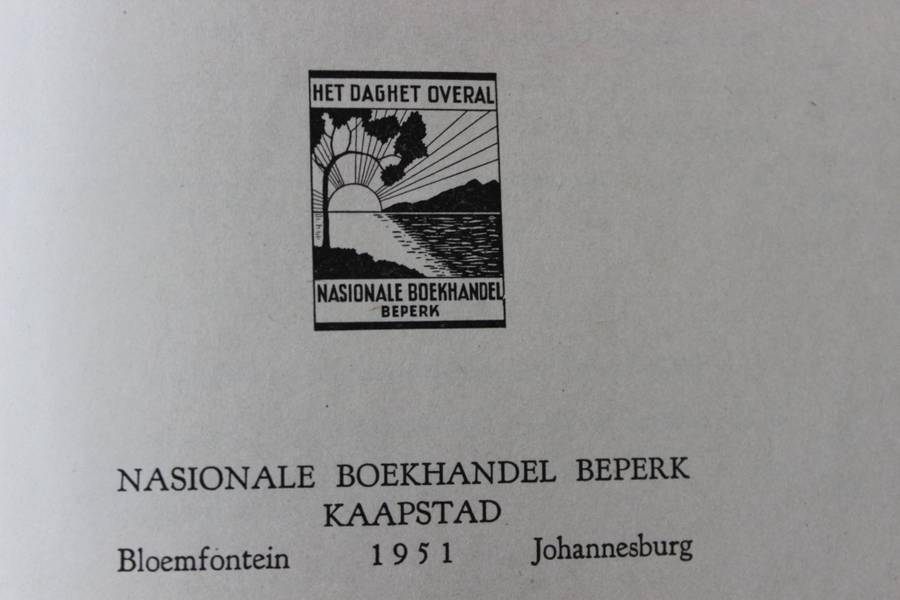 HET DAGHET OVERAL
NASIONALE BOEKHANDEL
BEPERK
NASIONALE BOEKHANDEL BEPERK
KAAPSTAD
Bloemfontein 1951 Johannesburg